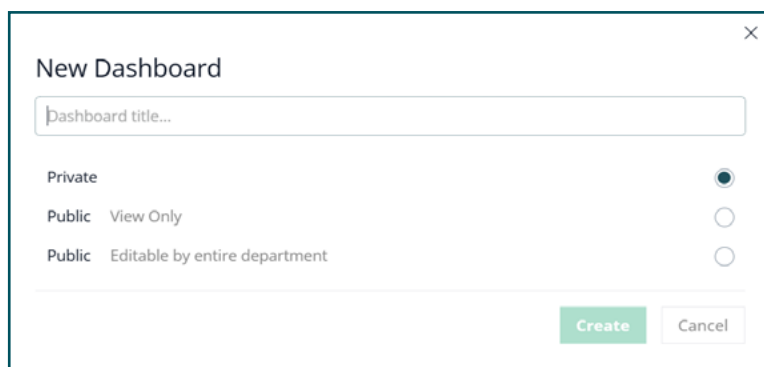 New Dashboard
Dashboard title...
Private
Public View Only
Public Editable by entire department
Create Cancel